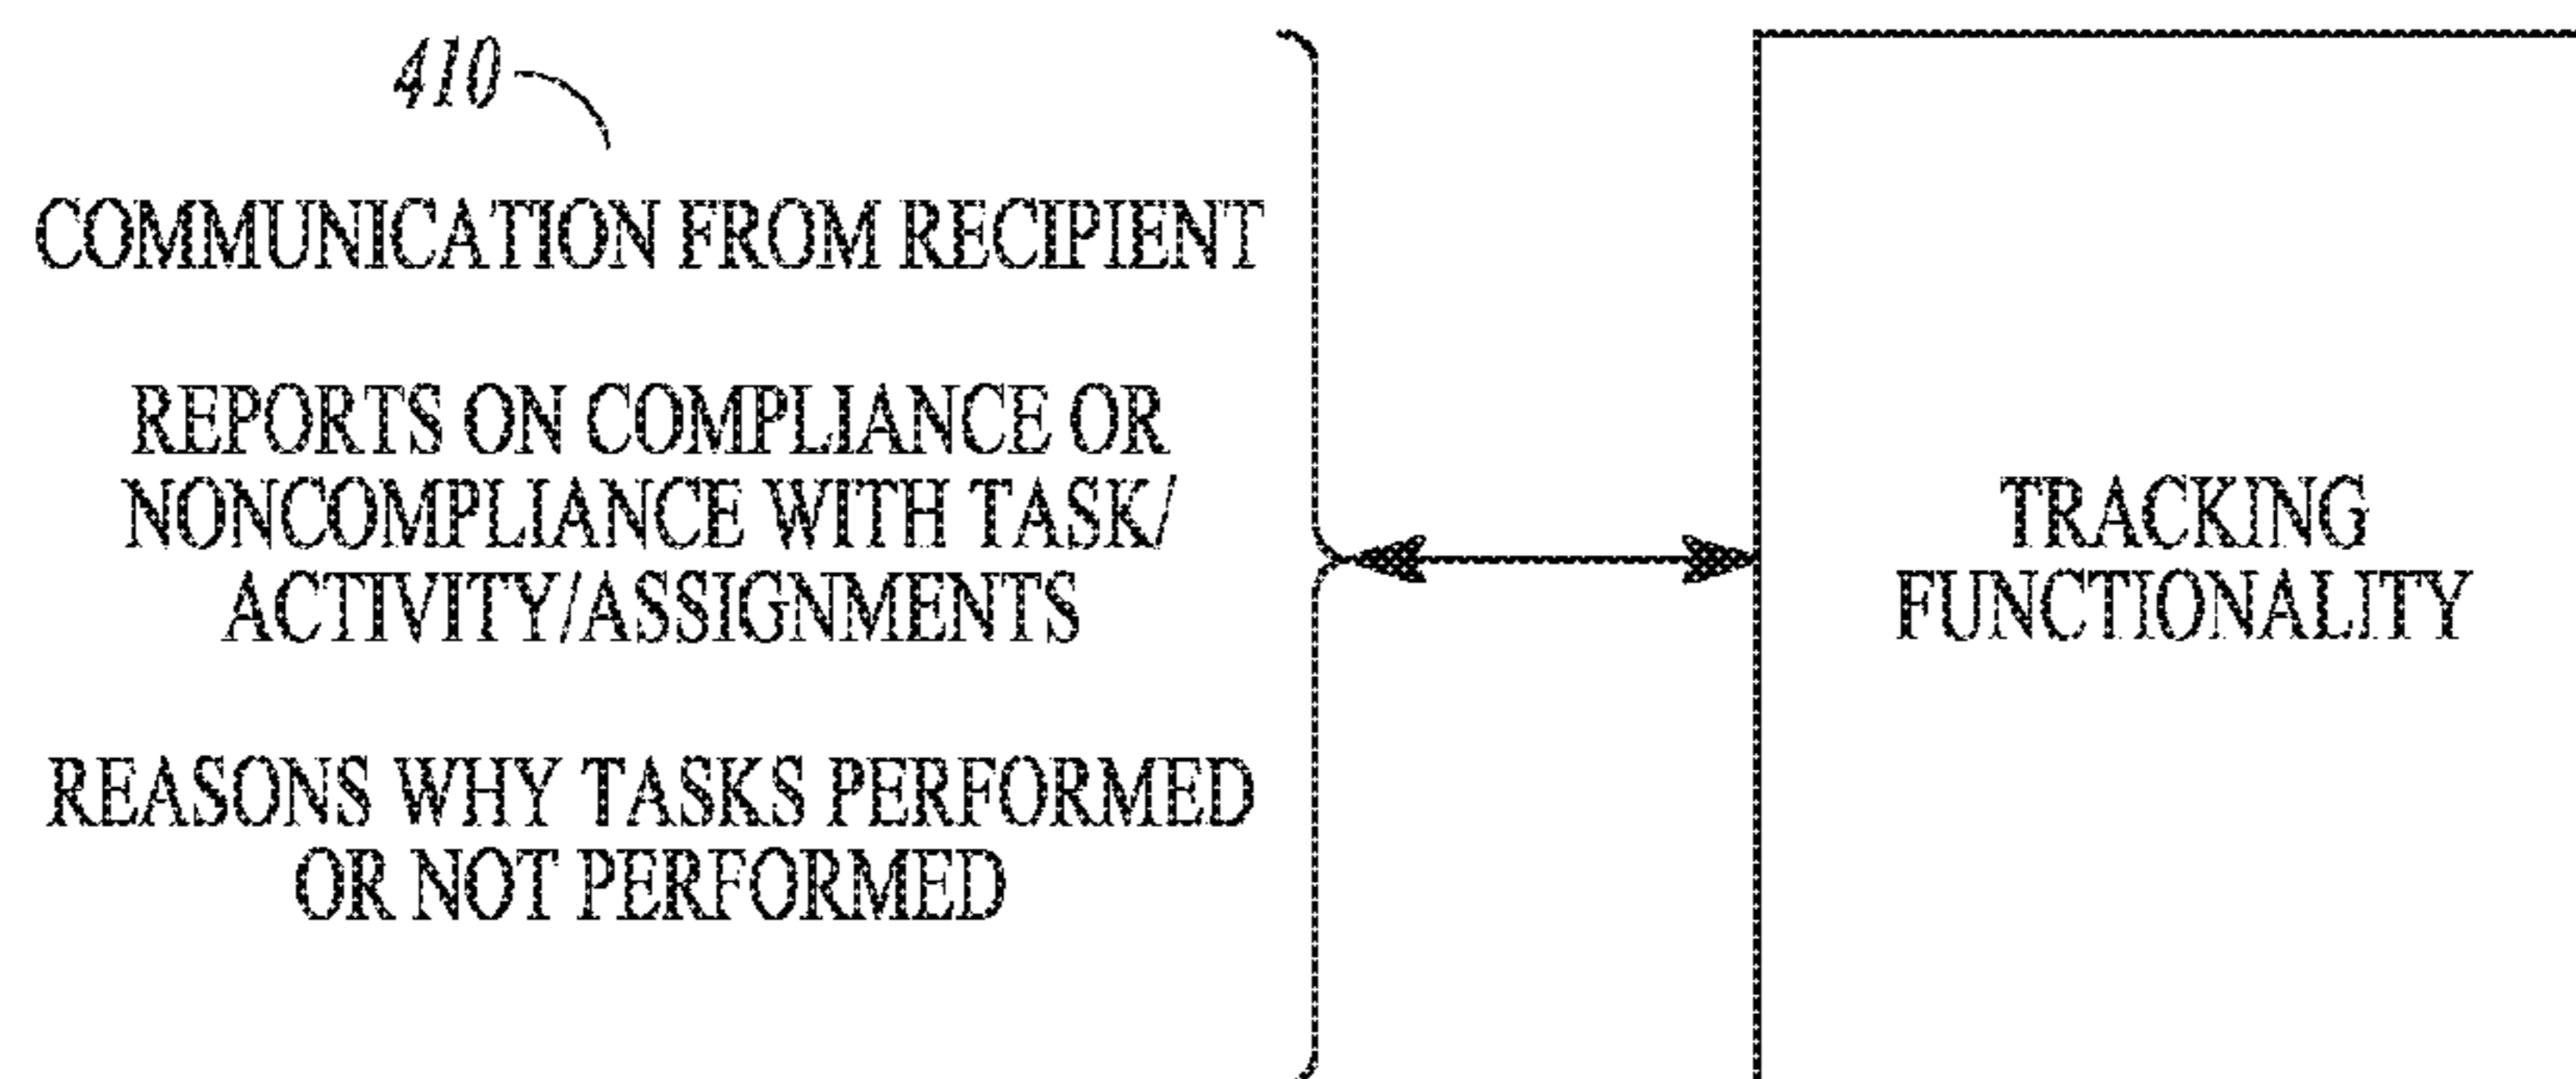 410
COMMUNICATION FROM RECIPIENT
REPORTS ON COMPLIANCE OR
NONCOMPLIANCE WITH TASK/
ACTIVITY/ASSIGNMENTS
REASONS WHY TASKS PERFORMED
OR NOT PERFORMED
TRACKING
FUNCTIONALITY